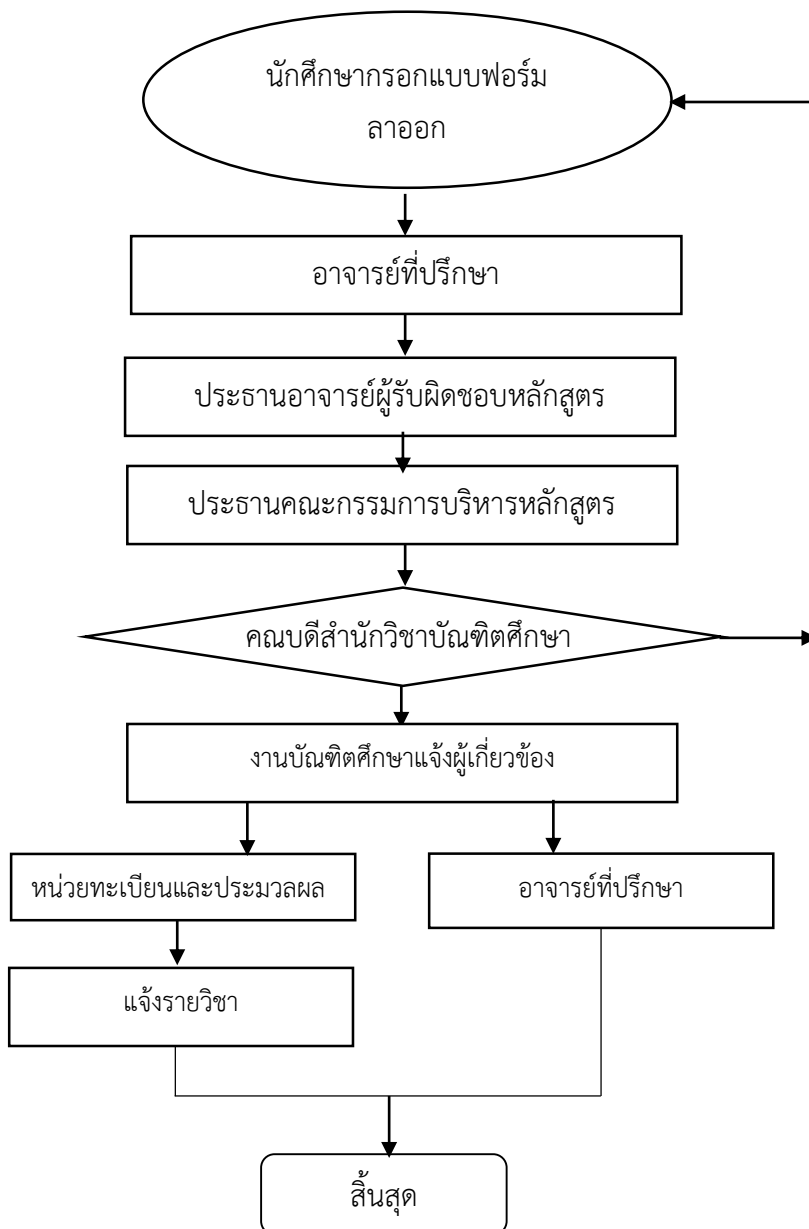 นักศึกษากรอกแบบฟอร์ม
ลาออก
อาจารย์ที่ปรึกษา
ประธานอาจารย์ผู้รับผิดชอบหลักสูตร
ประธานคณะกรรมการบริหารหลักสูตร
คณบดีสำนักวิชาบัณฑิตศึกษา
งานบัณฑิตศึกษาแจ้งผู้เกี่ยวข้อง
หน่วยทะเบียนและประมวลผล
อาจารย์ที่ปรึกษา
แจ้งรายวิชา
สิ้นสุด